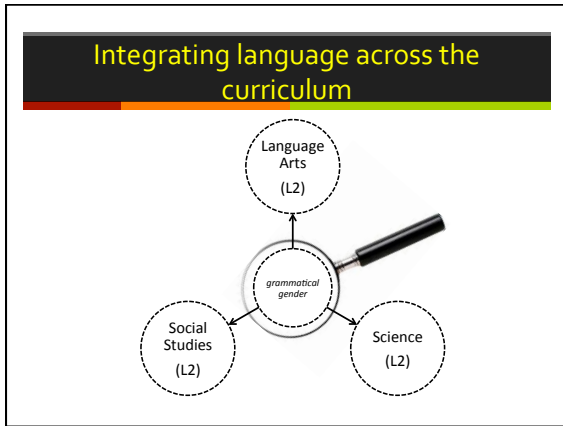 Integrating language across the
curriculum
Language
Arts
(L2)
grammatical
gender
Social
Studies
(L2)
Science
(L2)